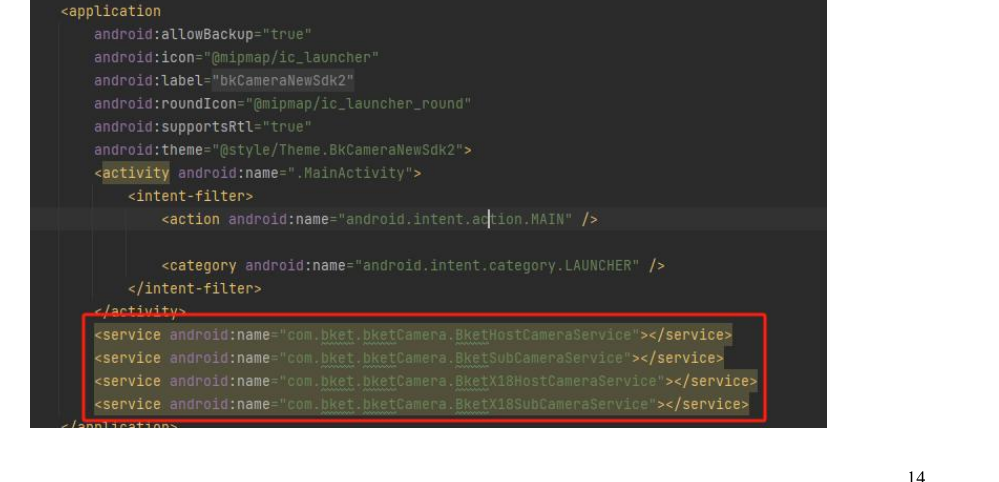 <application
android:allowBackup="true"
android:icon="@mipmap/ic_launcher"
android:label="bkCameraNewSdk2"
android:roundIcon="@mipmap/ic_launcher_round"
android:supportsRtl="true"
android:theme="@style/Theme.BkCameraNewSdk2">
<activity android:name=".MainActivity">
<intent-filter>
<action android:name="android.intent.action.MAIN" />
<category android:name="android.intent.category.LAUNCHER" />
</intent-filter>
</activity>
<service android:name="com.bket.bketCamera.BketHostCameraService"></service>
<service android:name="com.bket.bketCamera.BketSubCameraService"></service>
<service android:name="com.bket.bketCamera.BketX18HostCameraService"></service>
<service android:name="com.bket.bketCamera.BketX18SubCameraService"></service>
</application>
14